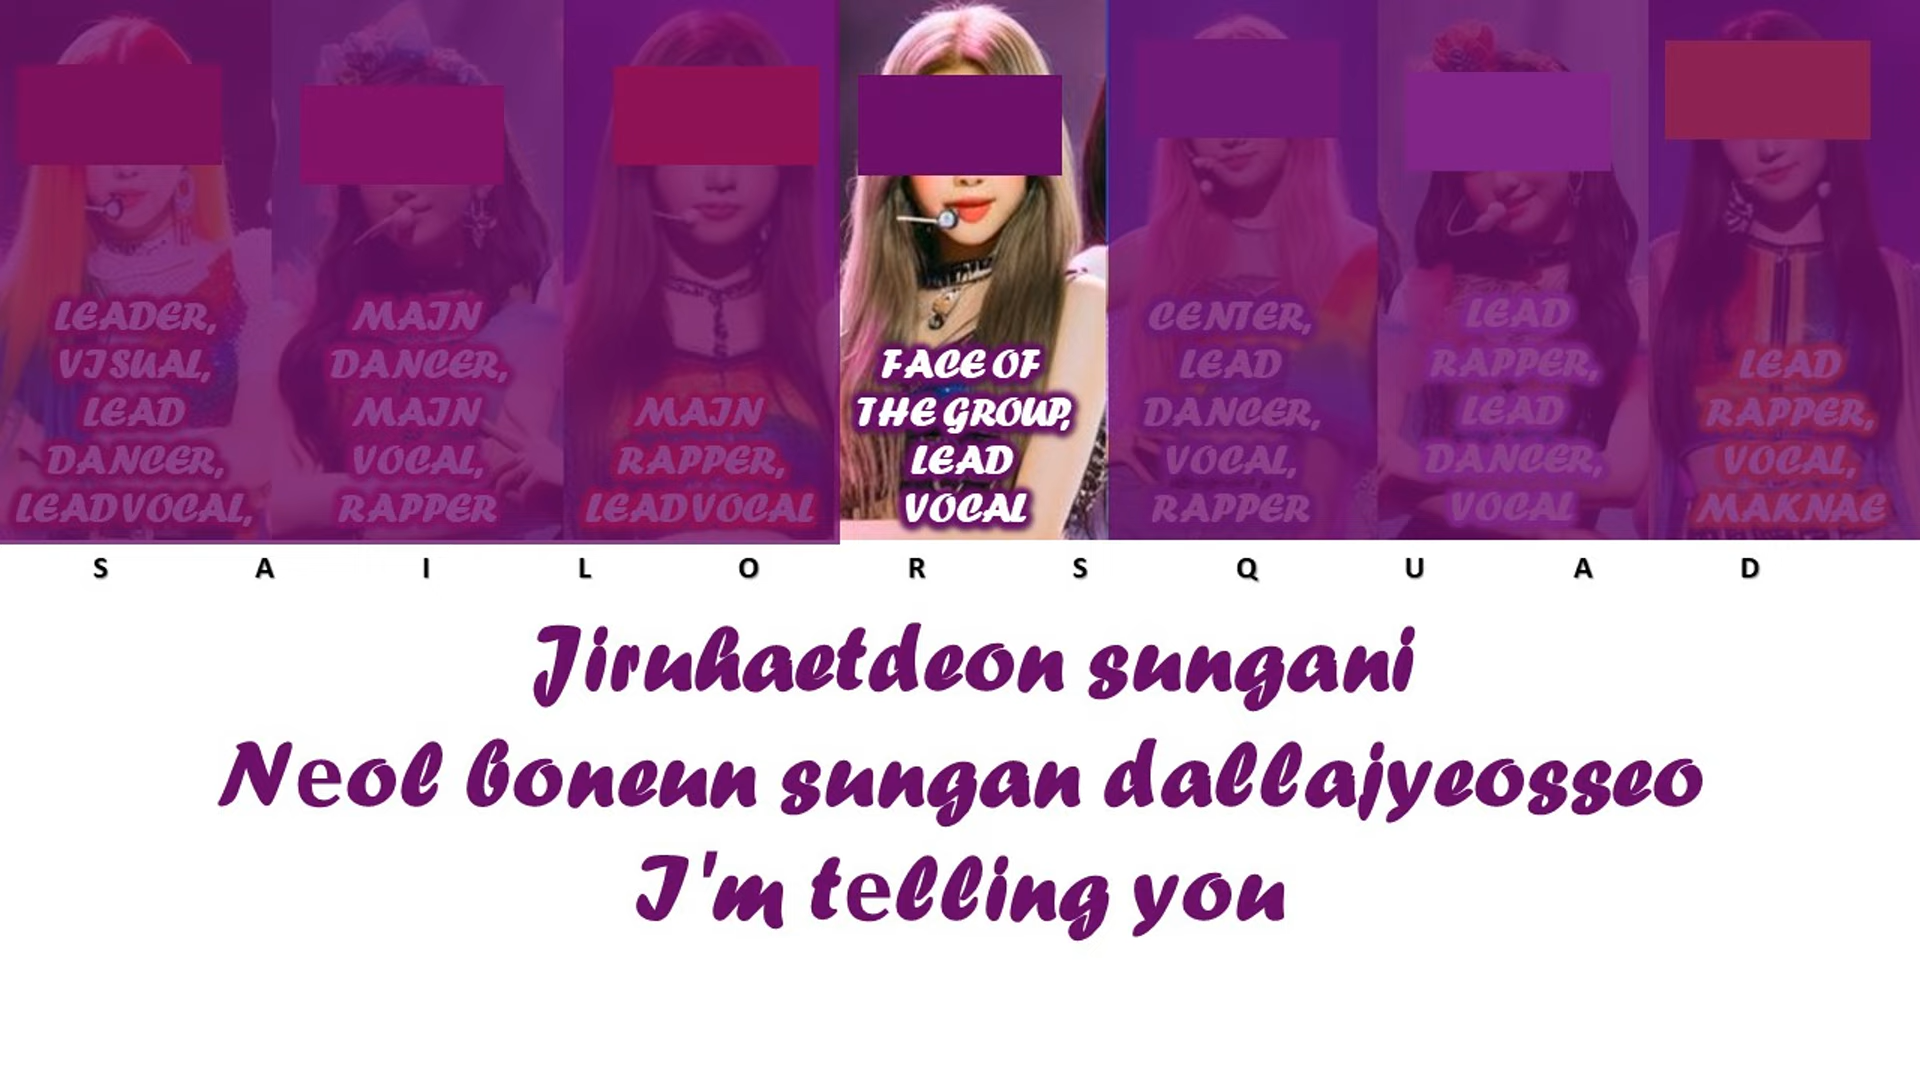 LEADER,
VISUAL,
LEAD
DANCER,
LEADVOCAL,
MAIN
DANCER,
MAIN
VOCAL,
RAPPER
MAIN
RAPPER,
LEADVOCAL
FACE OF
THE GROUP,
LEAD
VOCAL
CENTER,
LEAD
DANCER,
VOCAL,
RAPPER
LEAD
RAPPER,
LEAD
DANCER,
VOCAL
LEAD
RAPPER,
VOCAL,
MAKNAE
S A I L O R S Q U A D
Jiruhaetdeon sungani
Neol boneun sungan dallajyeosseo
I'm telling you